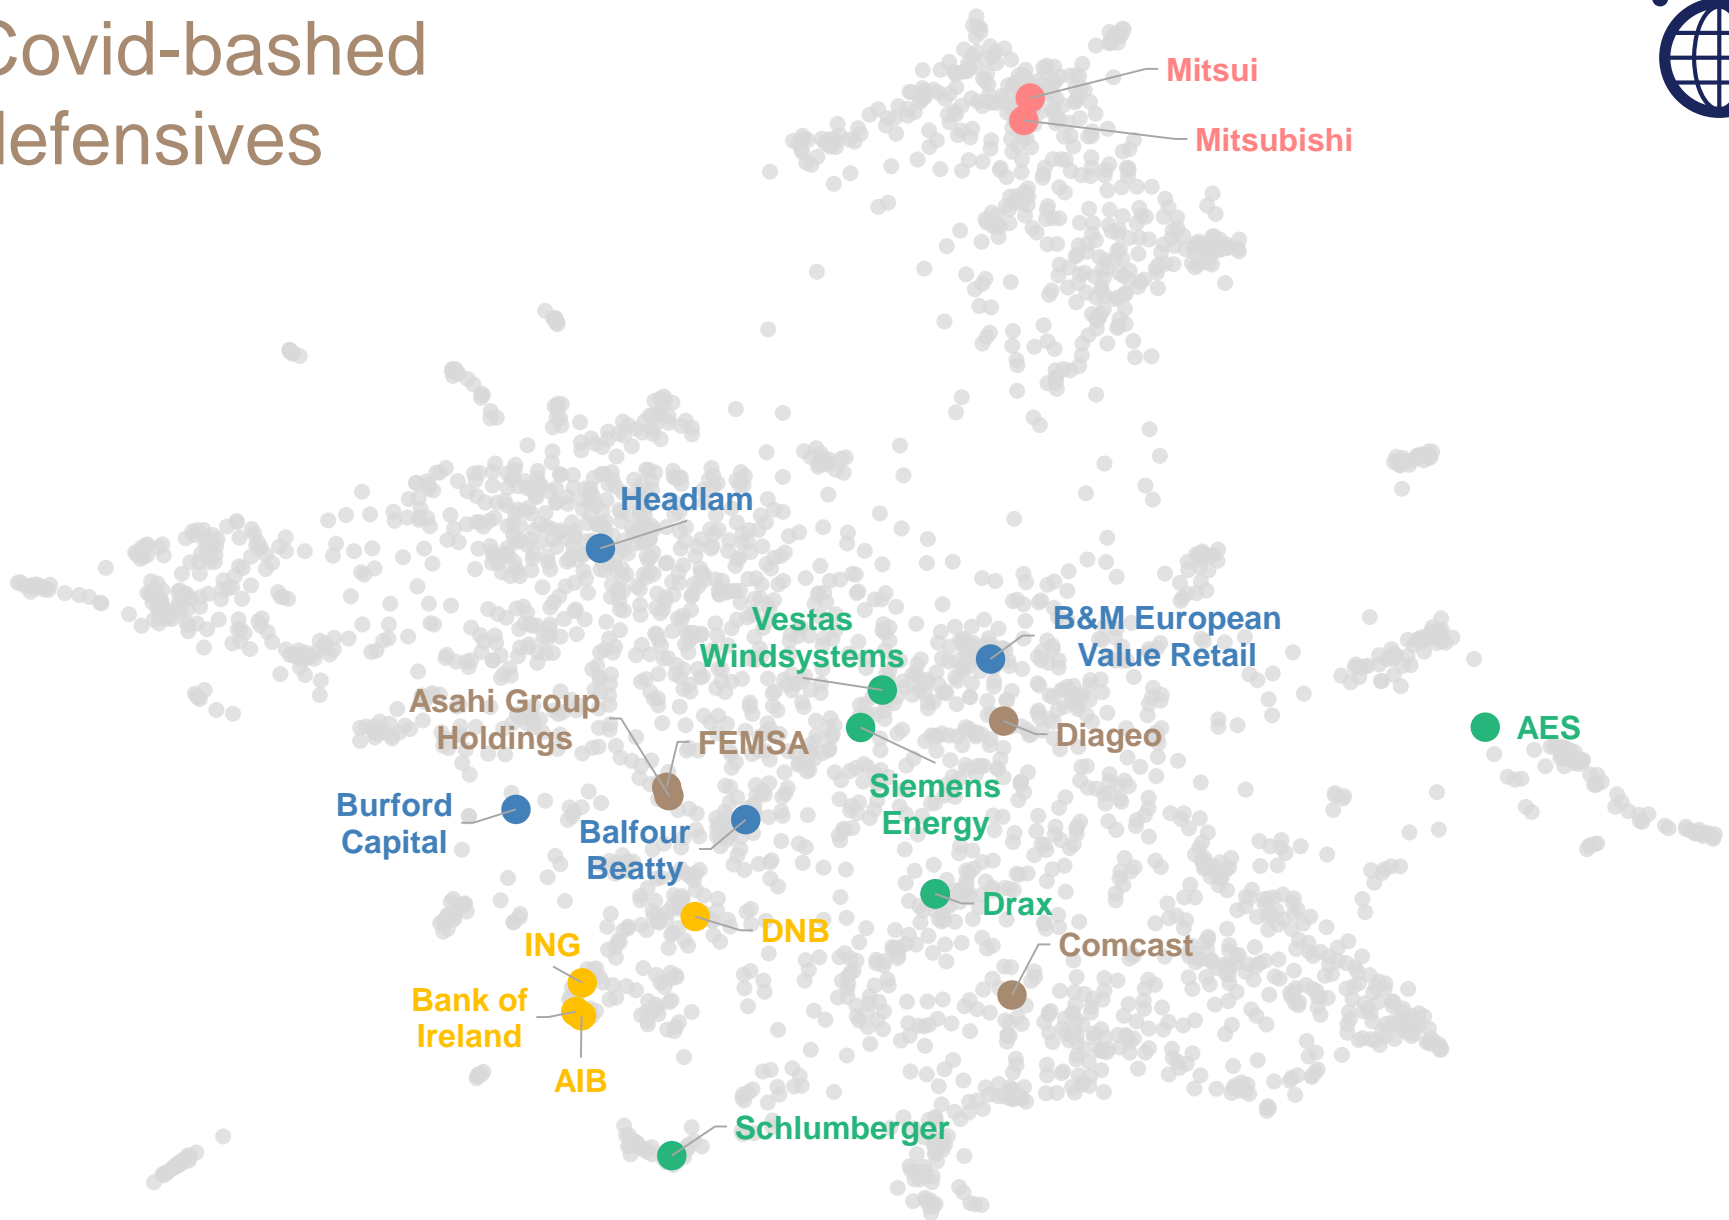 Covid-bashed
defensives
Mitsui
Mitsubishi
Headlam
Vestas
Windsystems
B&M European
Value Retail
Asahi Group
Holdings
FEMSA
Diageo
AES
Siemens
Energy
Burford
Capital
Balfour
Beatty
Drax
DNB
ING
Comcast
Bank of
Ireland
AIB
Schlumberger